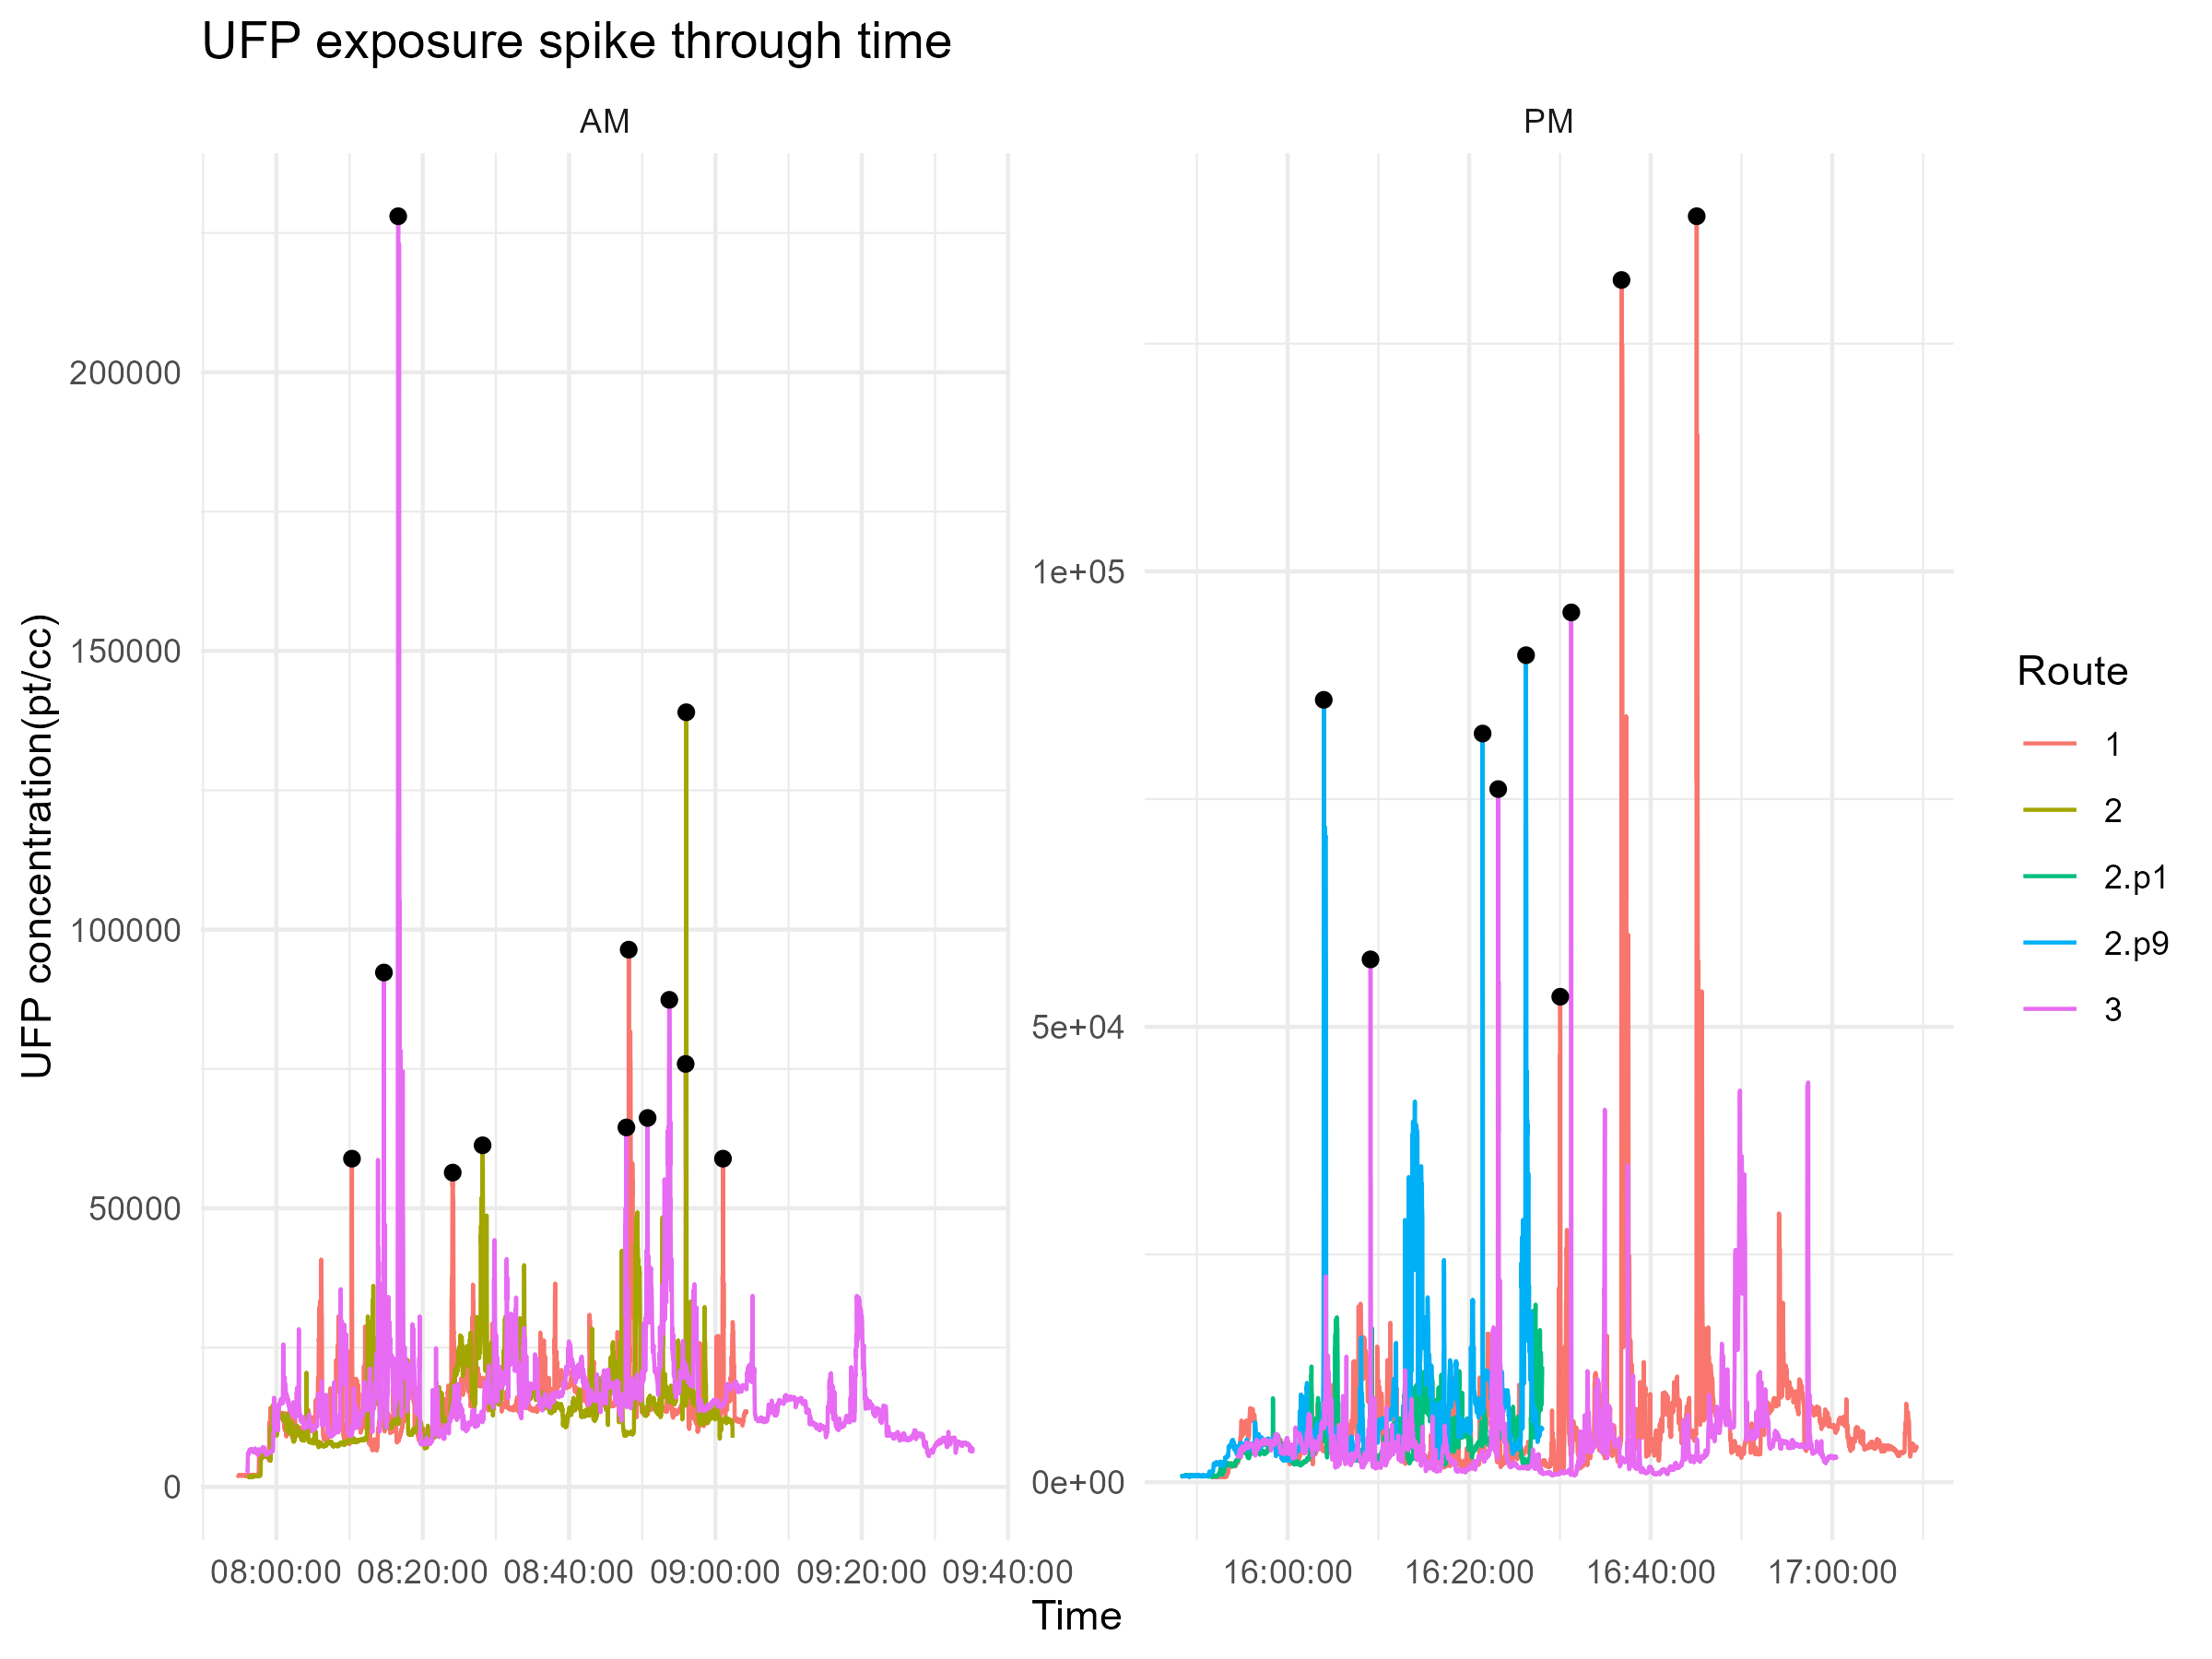 UFP exposure spike through time
AM
PM
UFP concentration(pt/cc)
200000
150000
100000
50000
0
1e+05
5e+04
0e+00
08:00:00 08:20:00 08:40:00 09:00:00 09:20:00 09:40:00
16:00:00 16:20:00 16:40:00 17:00:00
Time
Route
1
2
2.p1
2.p9
3